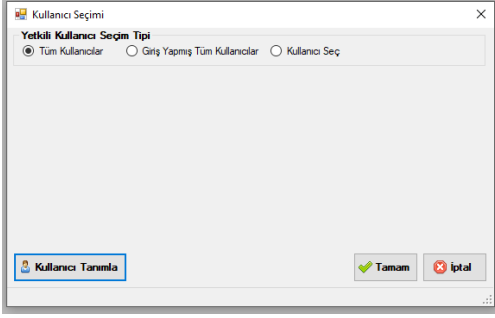 Kullanıcı Seçimi
Yetkili Kullanıcı Seçim Tipi
Tüm Kullanıcılar Giriş Yapmış Tüm Kullanıcılar Kullanıcı Seç
Kullanıcı Tanımla Tamam İptal